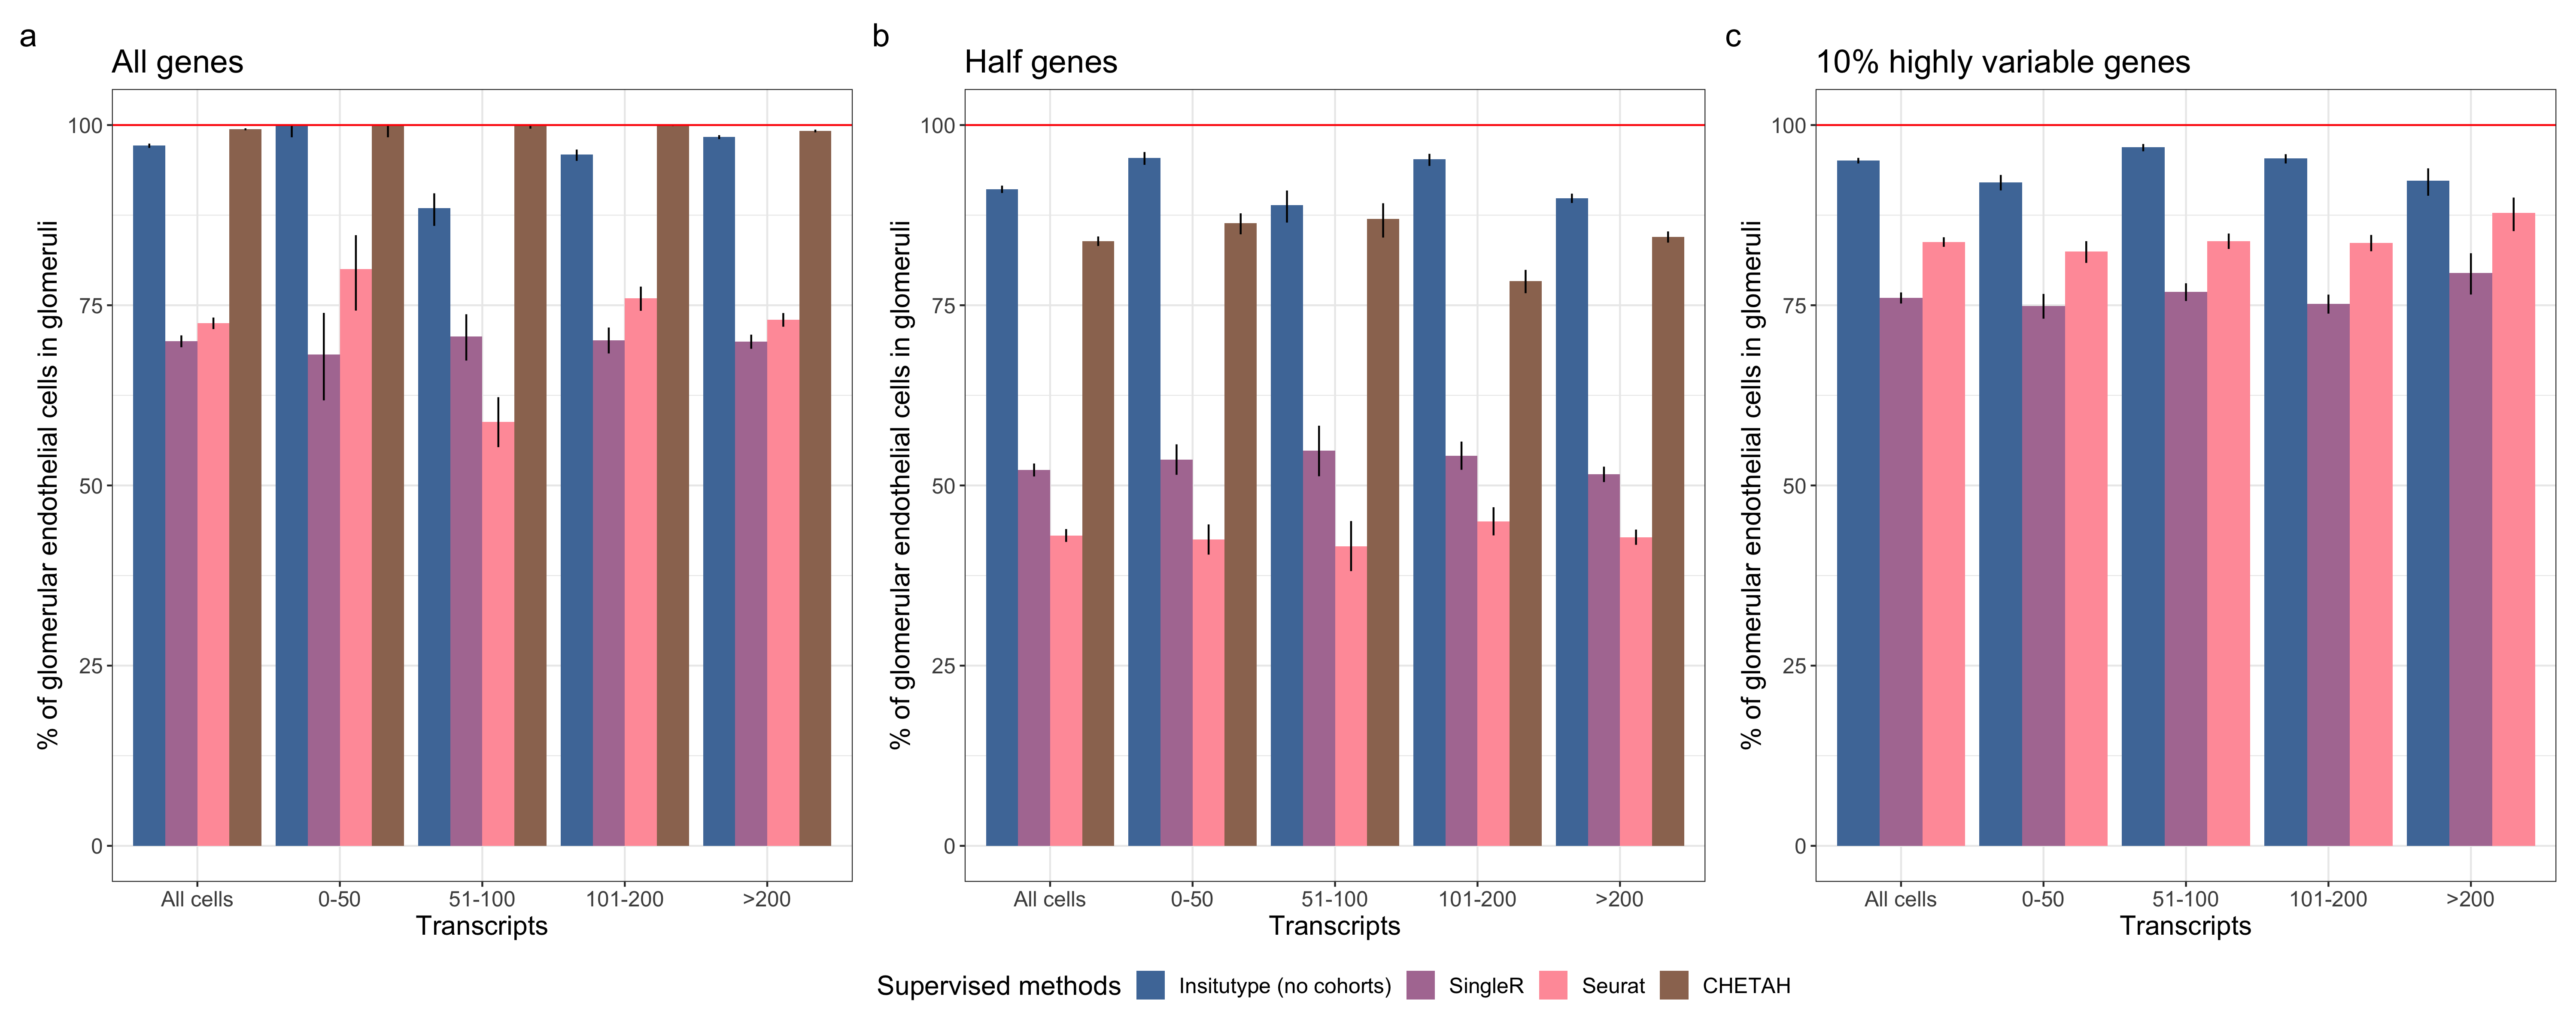 a
All genes
% of glomerular endothelial cells in glomeruli
100
75
50
25
0
All cells 0-50 51-100 101-200 >200
Transcripts
b
Half genes
% of glomerular endothelial cells in glomeruli
100
75
50
25
0
All cells 0-50 51-100 101-200 >200
Transcripts
c
10% highly variable genes
% of glomerular endothelial cells in glomeruli
100
75
50
25
0
All cells 0-50 51-100 101-200 >200
Transcripts
Supervised methods Insitutype (no cohorts) SingleR Seurat CHETAH